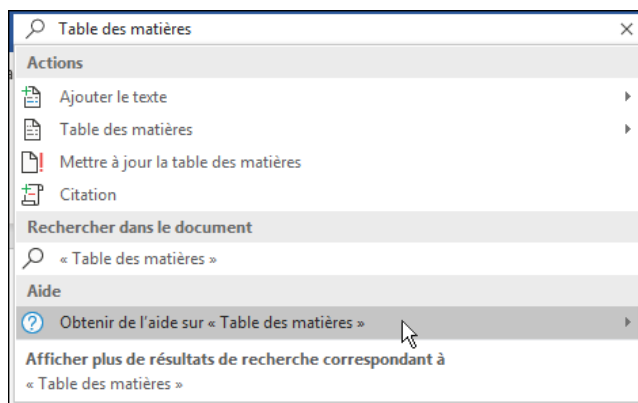 Table des matières
Actions
Ajouter le texte
Table des matières
Mettre à jour la table des matières
Citation
Rechercher dans le document
« Table des matières »
Aide
Obtenir de l'aide sur « Table des matières »
Afficher plus de résultats de recherche correspondant à
« Table des matières »